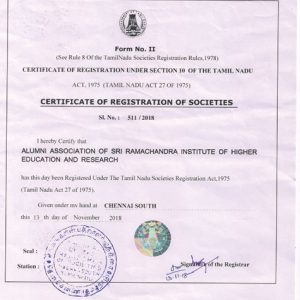 Form No. II
(See Rule 8 Of the TamilNadu Societies Registration Rules,1978)
CERTIFICATE OF REGISTRATION UNDER SECTION 10 OF THE TAMIL NADU
ACT, 1975 (TAMIL NADU ACT 27 OF 1975)
CERTIFICATE OF REGISTRATION OF SOCIETIES
Sl. No. : 511 / 2018
I hereby Certify that
ALUMNI ASSOCIATION OF SRI RAMACHANDRA INSTITUTE OF HIGHER
EDUCATION AND RESEARCH
has this day been Registered Under The Tamil Nadu Societies Registration Act,1975
(Tamil Nadu Act 27 of 1975).
Given under my hand at CHENNAI SOUTH
this 13 th day of November 2018
Seal :
Station :
Signature of the Registrar